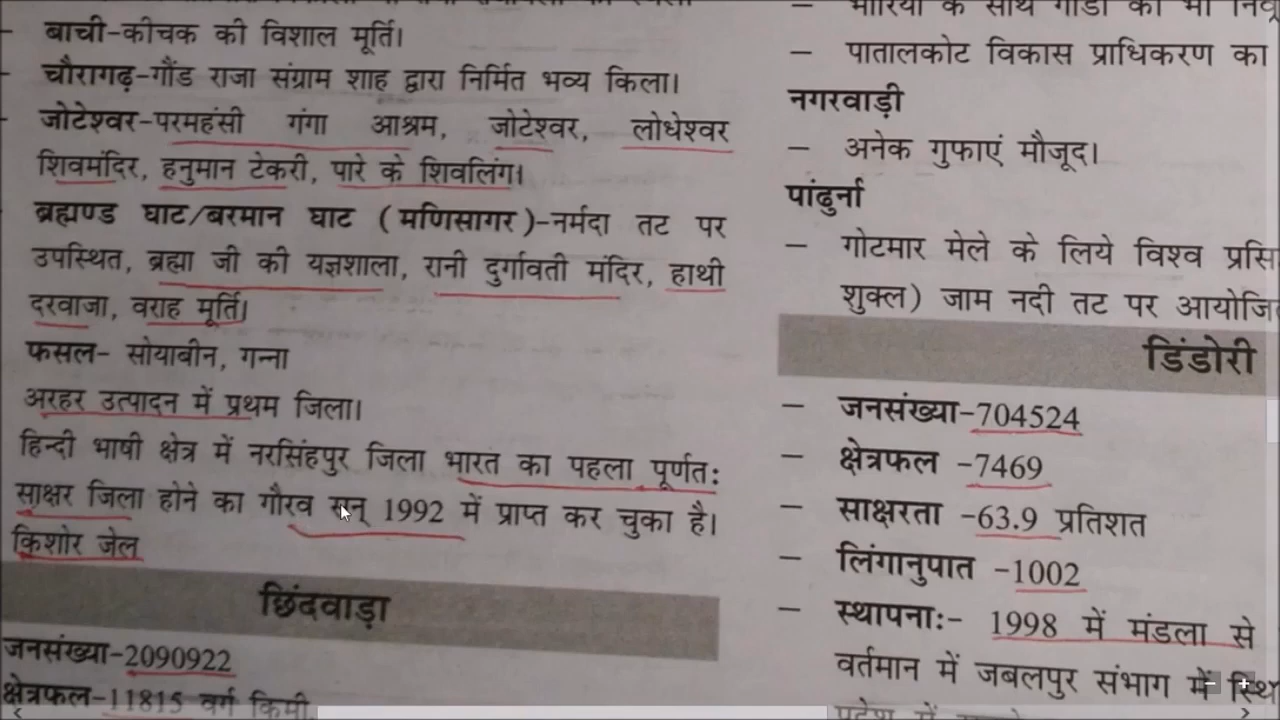 बाची-कीचक की विशाल मूर्ति।
चौरागढ़-गौंड राजा संग्राम शाह द्वारा निर्मित भव्य किला।
जोटेश्वर-परमहंसी गंगा आश्रम, जोटेश्वर, लोधेश्वर
शिवमंदिर, हनुमान टेकरी, पारे के शिवलिंग।
ब्रह्मण्ड घाट/बरमान घाट (मणिसागर)-नर्मदा तट पर
उपस्थित, ब्रह्मा जी की यज्ञशाला, रानी दुर्गावती मंदिर, हाथी
दरवाजा, वराह मूर्ति।
फसल- सोयाबीन, गन्ना
अरहर उत्पादन में प्रथम जिला।
हिन्दी भाषी क्षेत्र में नरसिंहपुर जिला भारत का पहला पूर्णत:
साक्षर जिला होने का गौरव सन् 1992 में प्राप्त कर चुका है।
किशोर जेल
छिंदवाड़ा
जनसंख्या-2090922
क्षेत्रफल-11815 वर्ग किमी.
– के साथ
– पातालकोट विकास प्राधिकरण का
नगरवाड़ी
– अनेक गुफाएं मौजूद।
पांढुर्ना
– गोटमार मेले के लिये विश्व
शुक्ल) जाम नदी तट पर
डिंडोरी
– जनसंख्या-704524
– क्षेत्रफल -7469
– साक्षरता -63.9 प्रतिशत
– लिंगानुपात -1002
– स्थापनाः- 1998 में मंडला से
वर्तमान में जबलपुर संभाग में